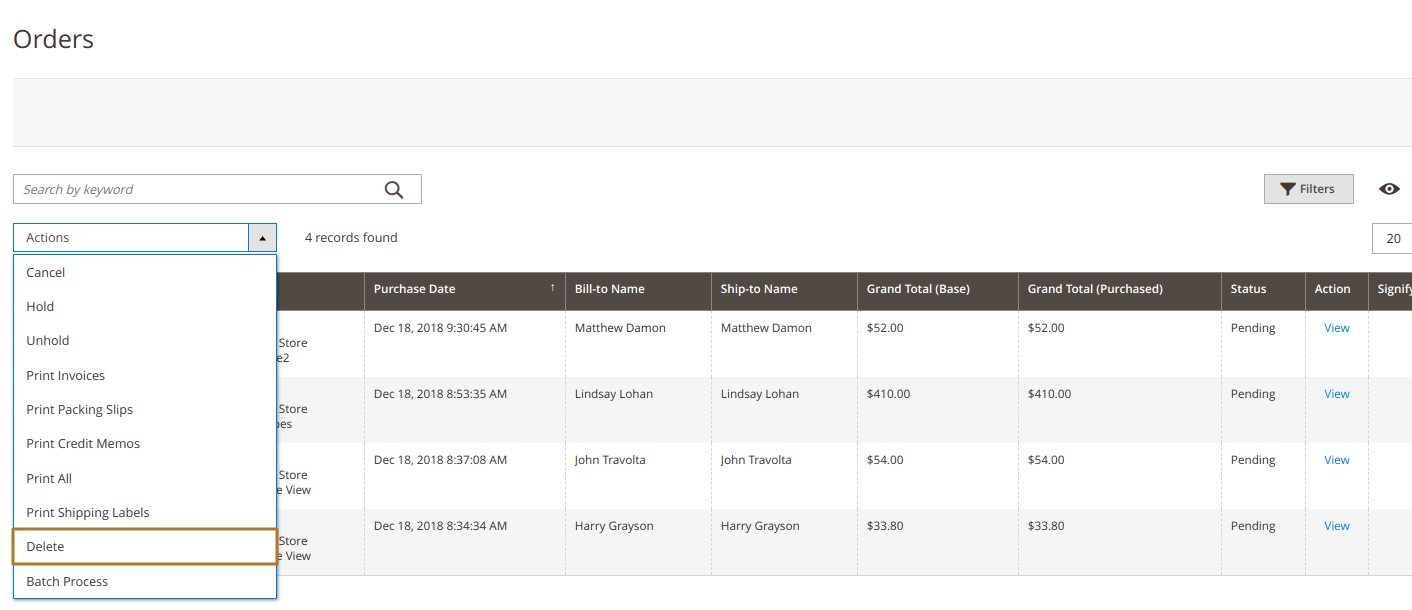 Orders
Search by keyword
Filters
Actions
4 records found
20
Cancel
Hold
Unhold
Print Invoices
Print Packing Slips
Print Credit Memos
Print All
Print Shipping Labels
Delete
Batch Process
Purchase Date ↑ Bill-to Name Ship-to Name Grand Total (Base) Grand Total (Purchased) Status Action Signify
Dec 18, 2018 9:30:45 AM Matthew Damon Matthew Damon $52.00 $52.00 Pending View
Store
e2
Dec 18, 2018 8:53:35 AM Lindsay Lohan Lindsay Lohan $410.00 $410.00 Pending View
Store
es
Dec 18, 2018 8:37:08 AM John Travolta John Travolta $54.00 $54.00 Pending View
Store
e View
Dec 18, 2018 8:34:34 AM Harry Grayson Harry Grayson $33.80 $33.80 Pending View
Store
e View